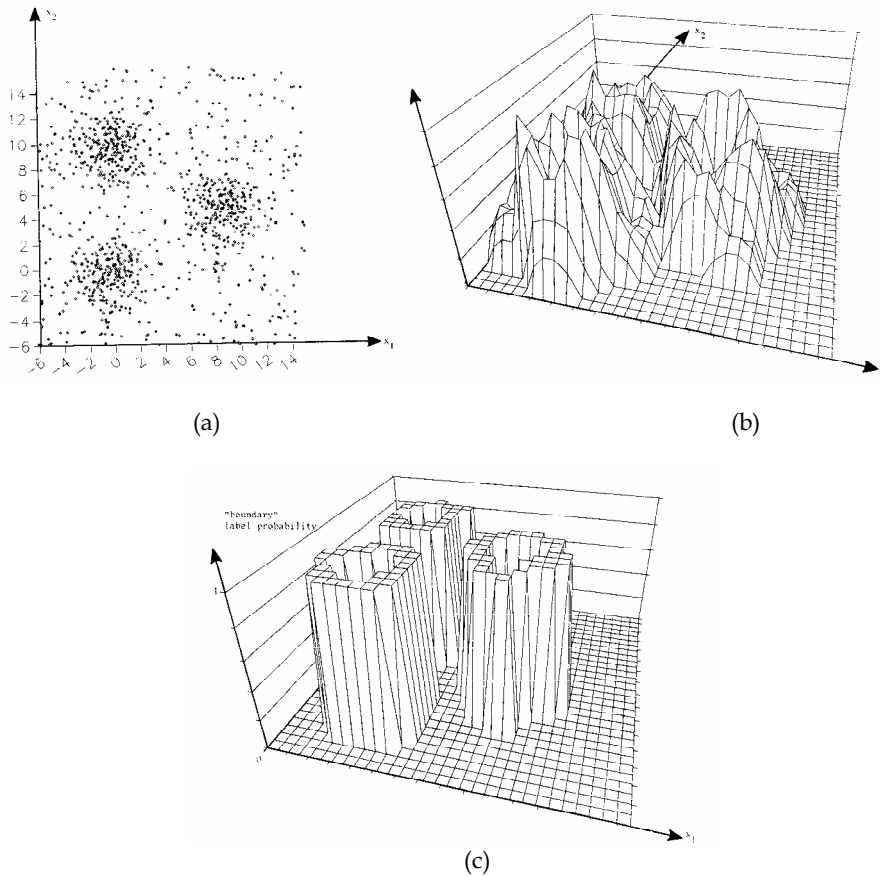 x₂
14
12
10
8
6
4
2
0
−2
−4
−6
−6 −4 −2 0 2 4 6 8 10 12 14
x₁
(a)
x₂
(b)
"boundary"
label probability
1
0
x₁
(c)